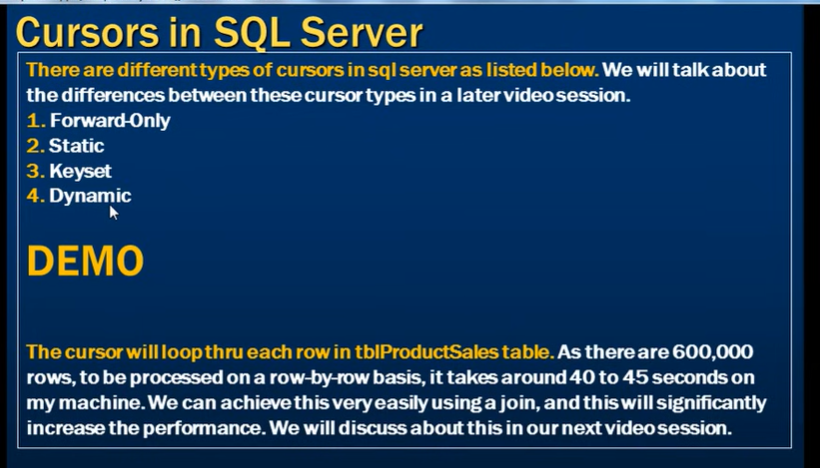 Cursors in SQL Server
There are different types of cursors in sql server as listed below. We will talk about
the differences between these cursor types in a later video session.
1. Forward-Only
2. Static
3. Keyset
4. Dynamic
DEMO
The cursor will loop thru each row in tblProductSales table. As there are 600,000
rows, to be processed on a row-by-row basis, it takes around 40 to 45 seconds on
my machine. We can achieve this very easily using a join, and this will significantly
increase the performance. We will discuss about this in our next video session.